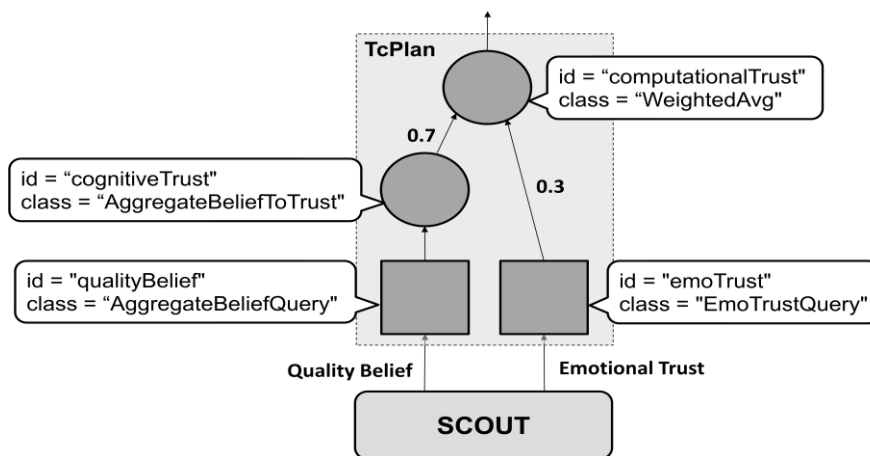 TcPlan
id = “computationalTrust"
class = “WeightedAvg"
0.7
id = “cognitiveTrust"
class = “AggregateBeliefToTrust"
0.3
id = "qualityBelief"
class = “AggregateBeliefQuery"
id = "emoTrust"
class = "EmoTrustQuery"
Quality Belief
Emotional Trust
SCOUT